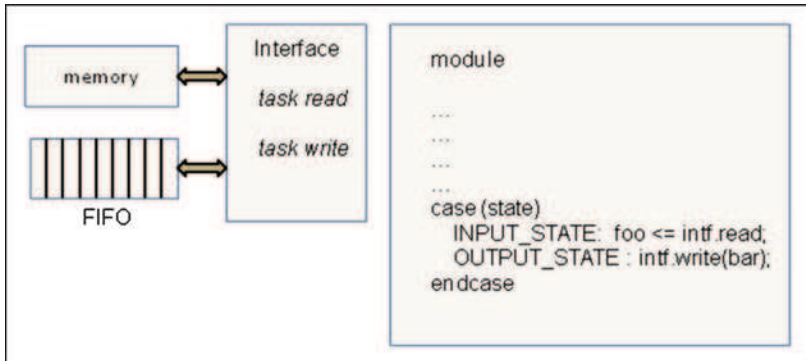 memory
FIFO
Interface
task read
task write
module
...
...
...
...
case (state)
INPUT_STATE: foo <= intf.read;
OUTPUT_STATE : intf.write(bar);
endcase